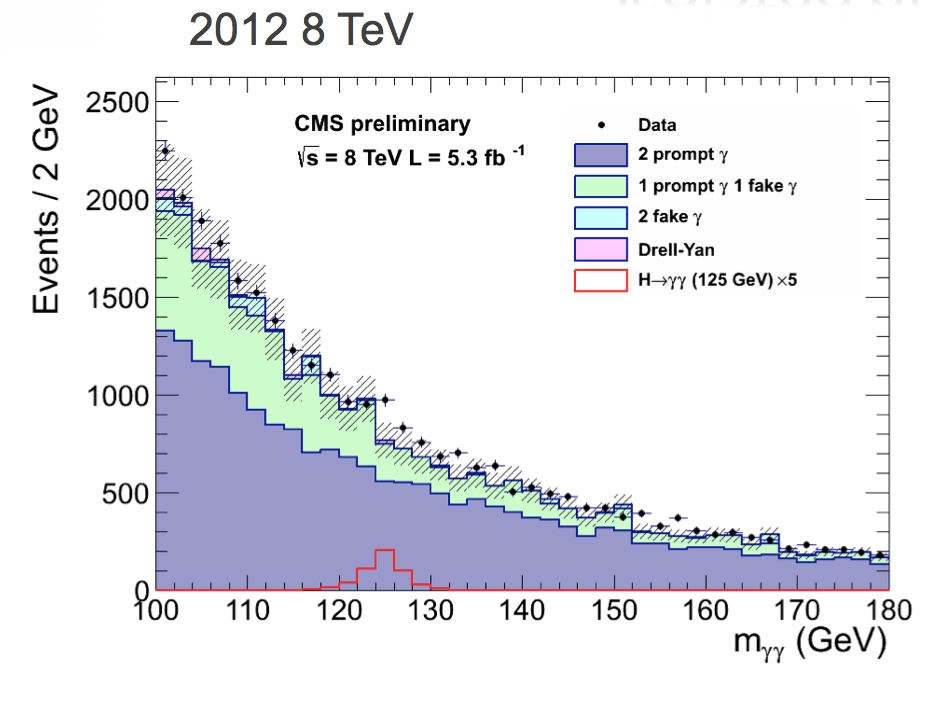 2012 8 TeV
Events / 2 GeV
2500
2000
1500
1000
500
0
CMS preliminary
√s = 8 TeV L = 5.3 fb -1
Data
2 prompt γ
1 prompt γ 1 fake γ
2 fake γ
Drell-Yan
H→γγ (125 GeV) ×5
100 110 120 130 140 150 160 170 180
mγγ (GeV)